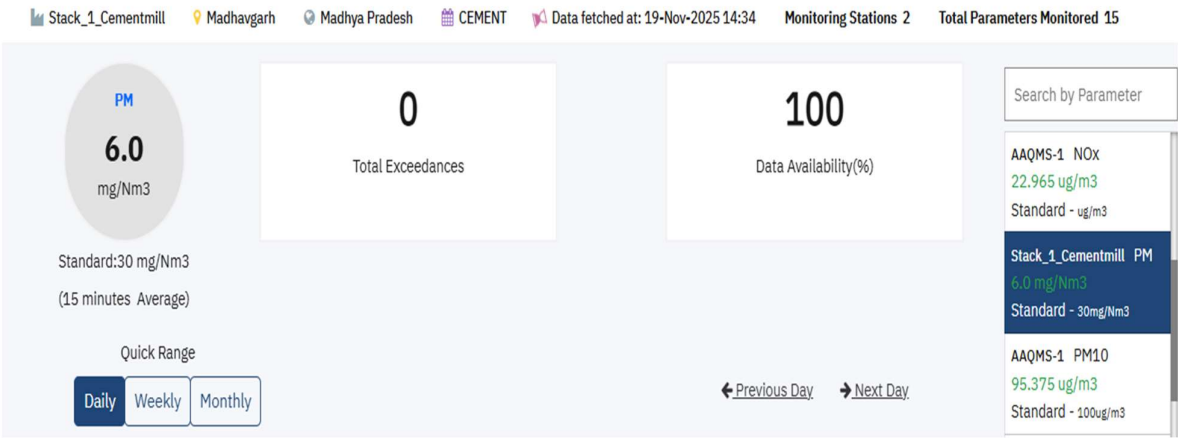 Stack_1_Cementmill Madhavgarh Madhya Pradesh CEMENT Data fetched at: 19-Nov-2025 14:34 Monitoring Stations 2 Total Parameters Monitored 15
PM
6.0
mg/Nm3
Standard:30 mg/Nm3
(15 minutes Average)
0
Total Exceedances
100
Data Availability(%)
Quick Range
Daily Weekly Monthly
Previous Day Next Day
Search by Parameter
AAQMS-1 NOx
22.965 ug/m3
Standard - ug/m3
Stack_1_Cementmill PM
6.0 mg/Nm3
Standard - 30mg/Nm3
AAQMS-1 PM10
95.375 ug/m3
Standard - 100ug/m3